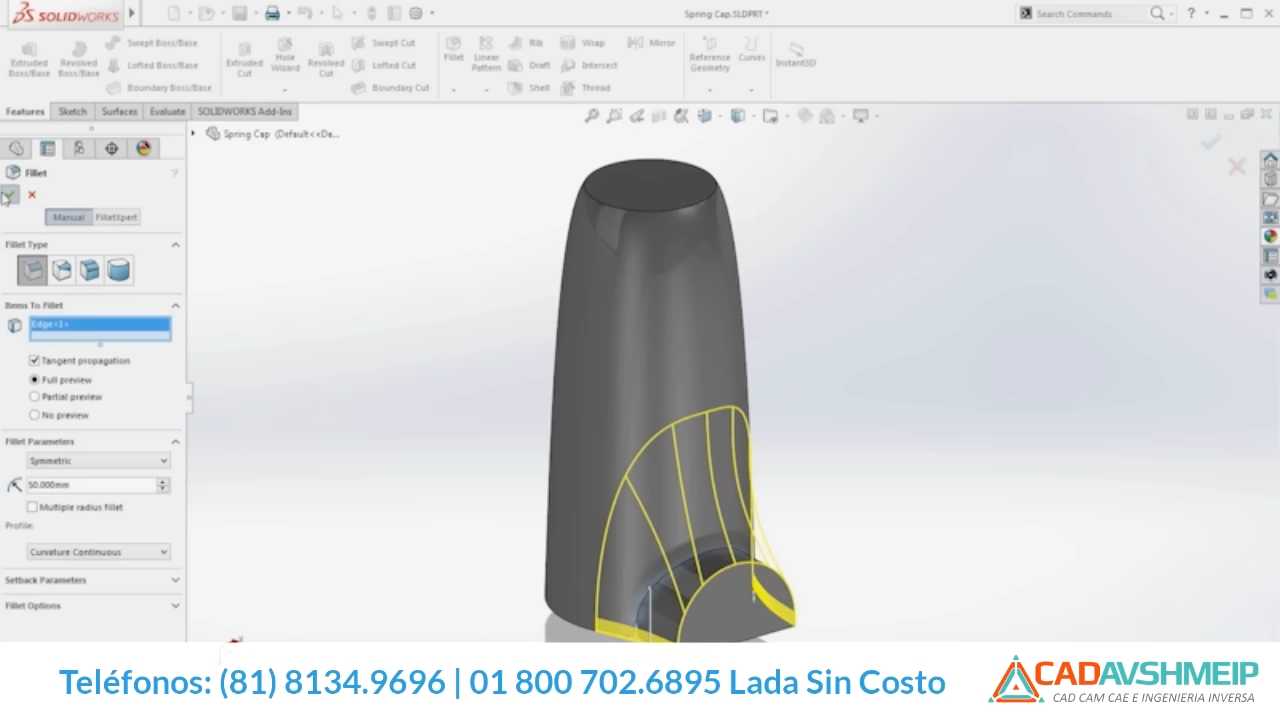 SOLIDWORKS
Spring Cap.SLDPRT *
Search Commands
?
Extruded Boss/Base
Revolved Boss/Base
Swept Boss/Base
Lofted Boss/Base
Boundary Boss/Base
Extruded Cut
Hole Wizard
Revolved Cut
Swept Cut
Lofted Cut
Boundary Cut
Fillet
Linear Pattern
Rib
Draft
Shell
Wrap
Intersect
Thread
Mirror
Reference Geometry
Curves
Instant3D
Features
Sketch
Surfaces
Evaluate
SOLIDWORKS Add-Ins
Spring Cap (Default<<De...
Fillet
?
Manual
FilletXpert
Fillet Type
Items To Fillet
Edge<1>
Tangent propagation
Full preview
Partial preview
No preview
Fillet Parameters
Symmetric
50.000mm
Multiple radius fillet
Profile:
Curvature Continuous
Setback Parameters
Fillet Options
Teléfonos: (81) 8134.9696 | 01 800 702.6895 Lada Sin Costo
CADAVSHMEIP
CAD CAM CAE E INGENIERIA INVERSA